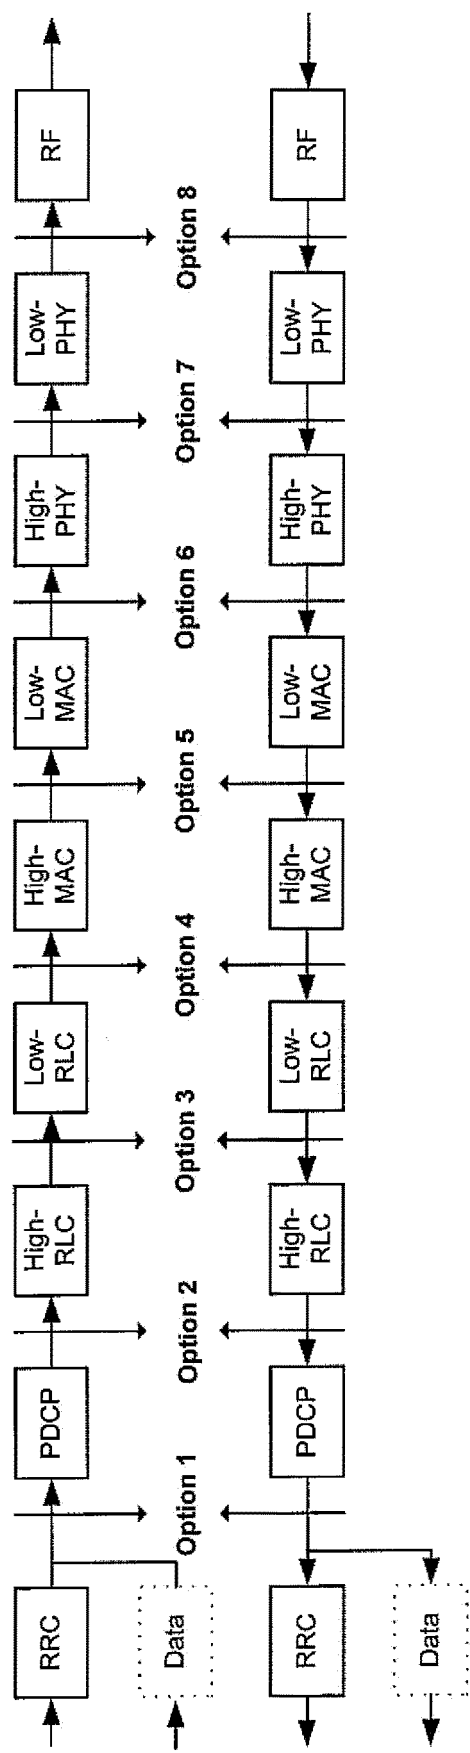 RRC
PDCP
High-
RLC
Low-
RLC
High-
MAC
Low-
MAC
High-
PHY
Low-
PHY
RF
Data
Option 1
Option 2
Option 3
Option 4
Option 5
Option 6
Option 7
Option 8
RRC
PDCP
High-
RLC
Low-
RLC
High-
MAC
Low-
MAC
High-
PHY
Low-
PHY
RF
Data